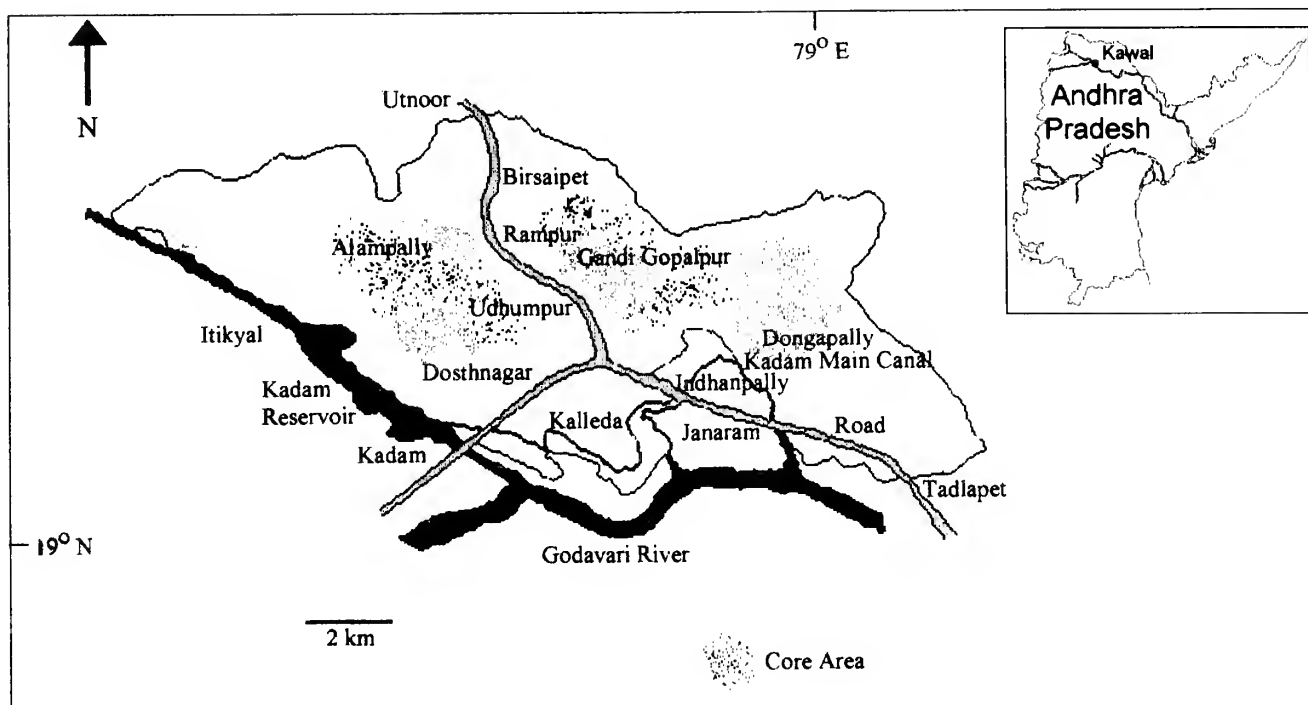 79° E
Kawal
Andhra
Pradesh
N
Utnoor
Birsaipet
Rampur
Alampally
Gandi Gopalpur
Udhumpur
Itikyal
Dongapally
Kadam Main Canal
Dosthnagar
Indhanpally
Kadam
Reservoir
Kalleda
Janaram
Road
Kadam
Tadlapet
19° N
Godavari River
2 km
Core Area